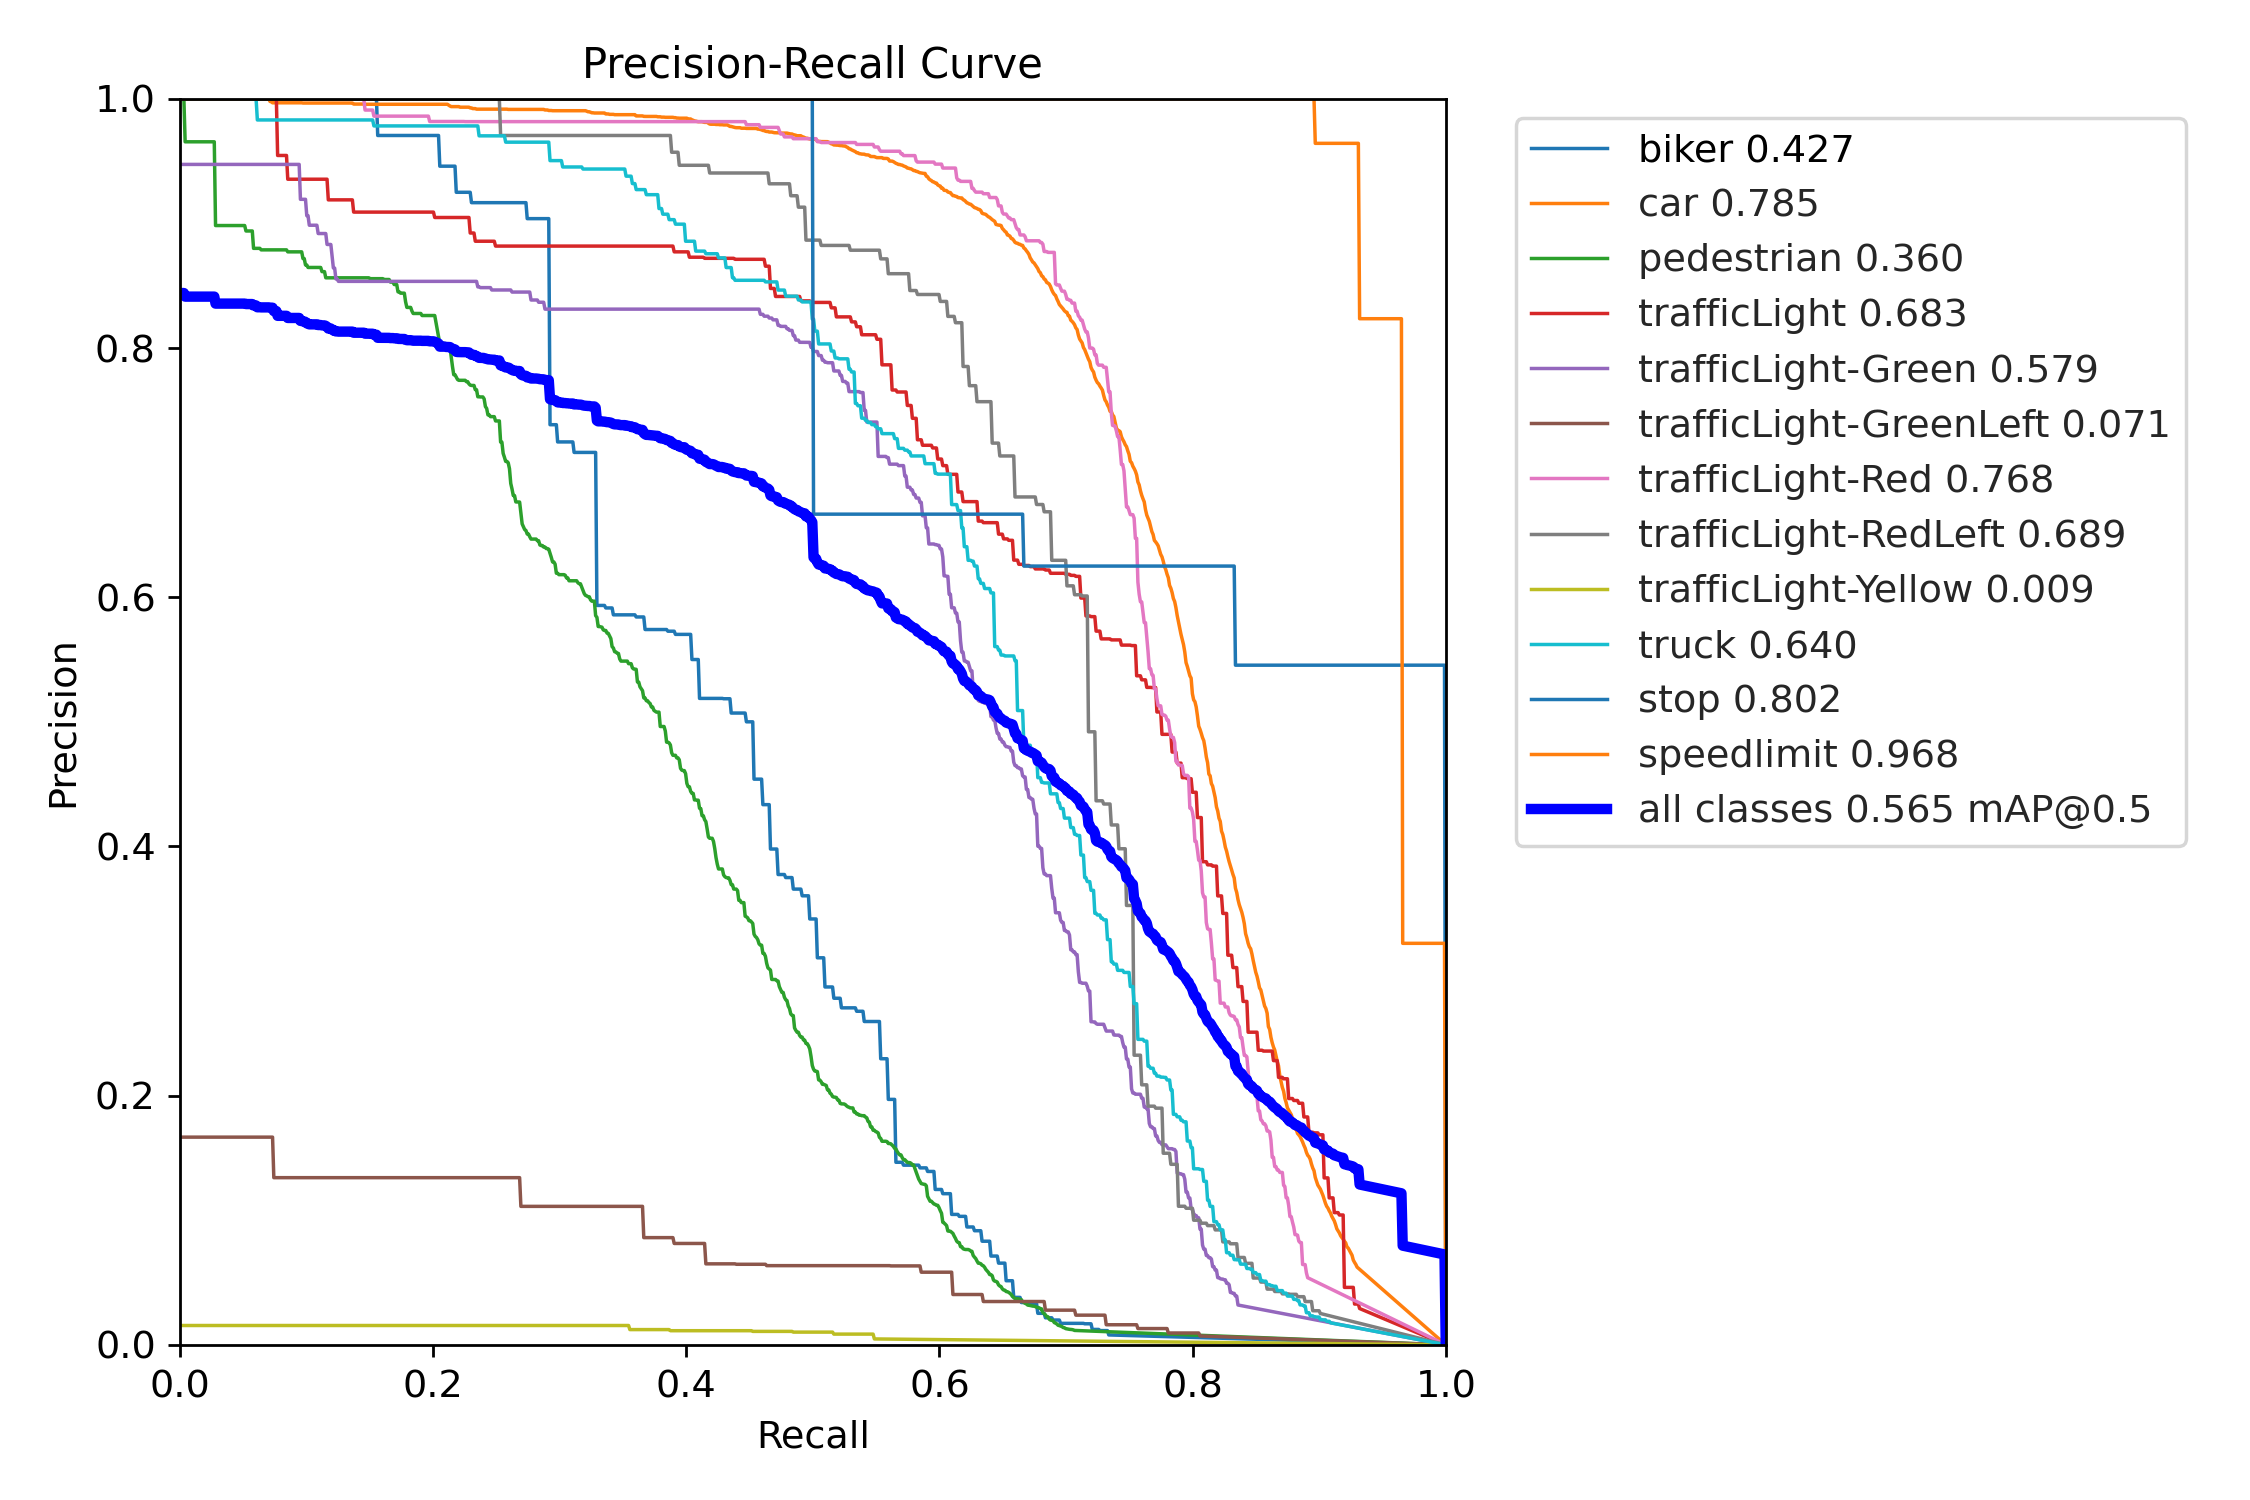 Precision-Recall Curve
1.0
0.8
0.6
0.4
0.2
0.0
Precision
0.0 0.2 0.4 0.6 0.8 1.0
Recall
biker 0.427
car 0.785
pedestrian 0.360
trafficLight 0.683
trafficLight-Green 0.579
trafficLight-GreenLeft 0.071
trafficLight-Red 0.768
trafficLight-RedLeft 0.689
trafficLight-Yellow 0.009
truck 0.640
stop 0.802
speedlimit 0.968
all classes 0.565 mAP@0.5